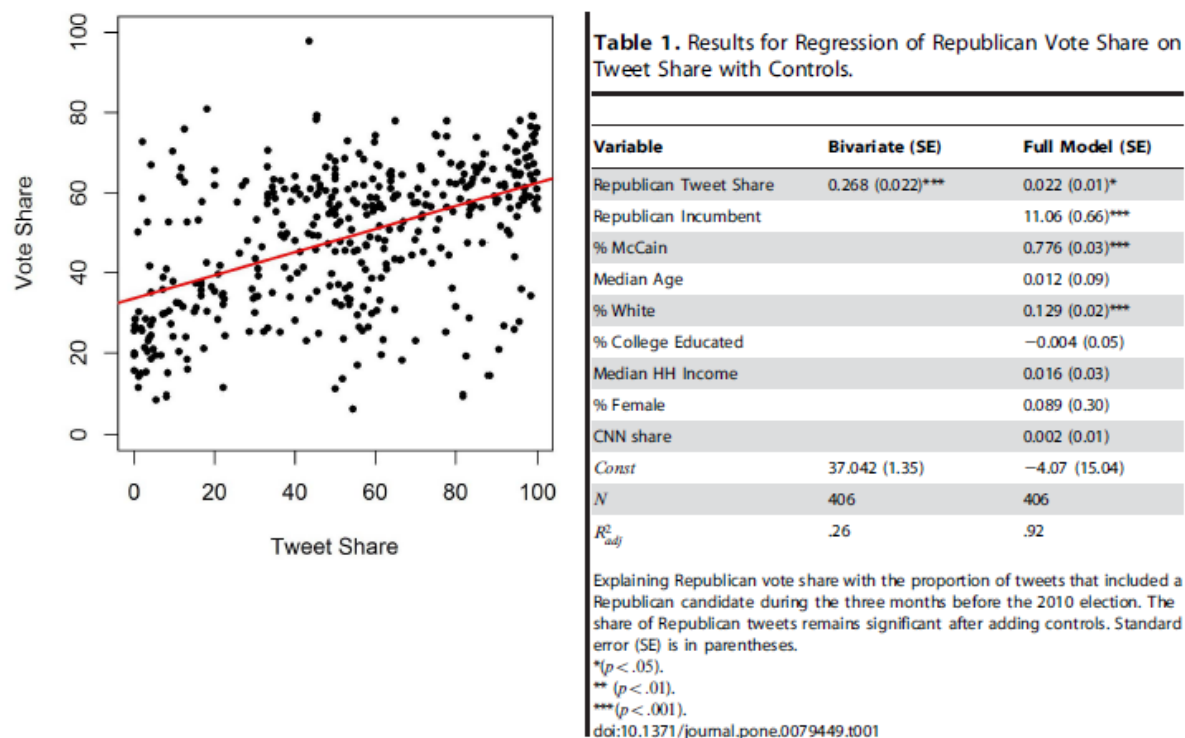 100
80
60
40
20
0
Vote Share
0 20 40 60 80 100
Tweet Share
Table 1. Results for Regression of Republican Vote Share on
Tweet Share with Controls.
Variable Bivariate (SE) Full Model (SE)
Republican Tweet Share 0.268 (0.022)*** 0.022 (0.01)*
Republican Incumbent 11.06 (0.66)***
% McCain 0.776 (0.03)***
Median Age 0.012 (0.09)
% White 0.129 (0.02)***
% College Educated −0.004 (0.05)
Median HH Income 0.016 (0.03)
% Female 0.089 (0.30)
CNN share 0.002 (0.01)
Const 37.042 (1.35) −4.07 (15.04)
N 406 406
R²adj .26 .92
Explaining Republican vote share with the proportion of tweets that included a
Republican candidate during the three months before the 2010 election. The
share of Republican tweets remains significant after adding controls. Standard
error (SE) is in parentheses.
*(p<.05).
** (p<.01).
***(p<.001).
doi:10.1371/journal.pone.0079449.t001